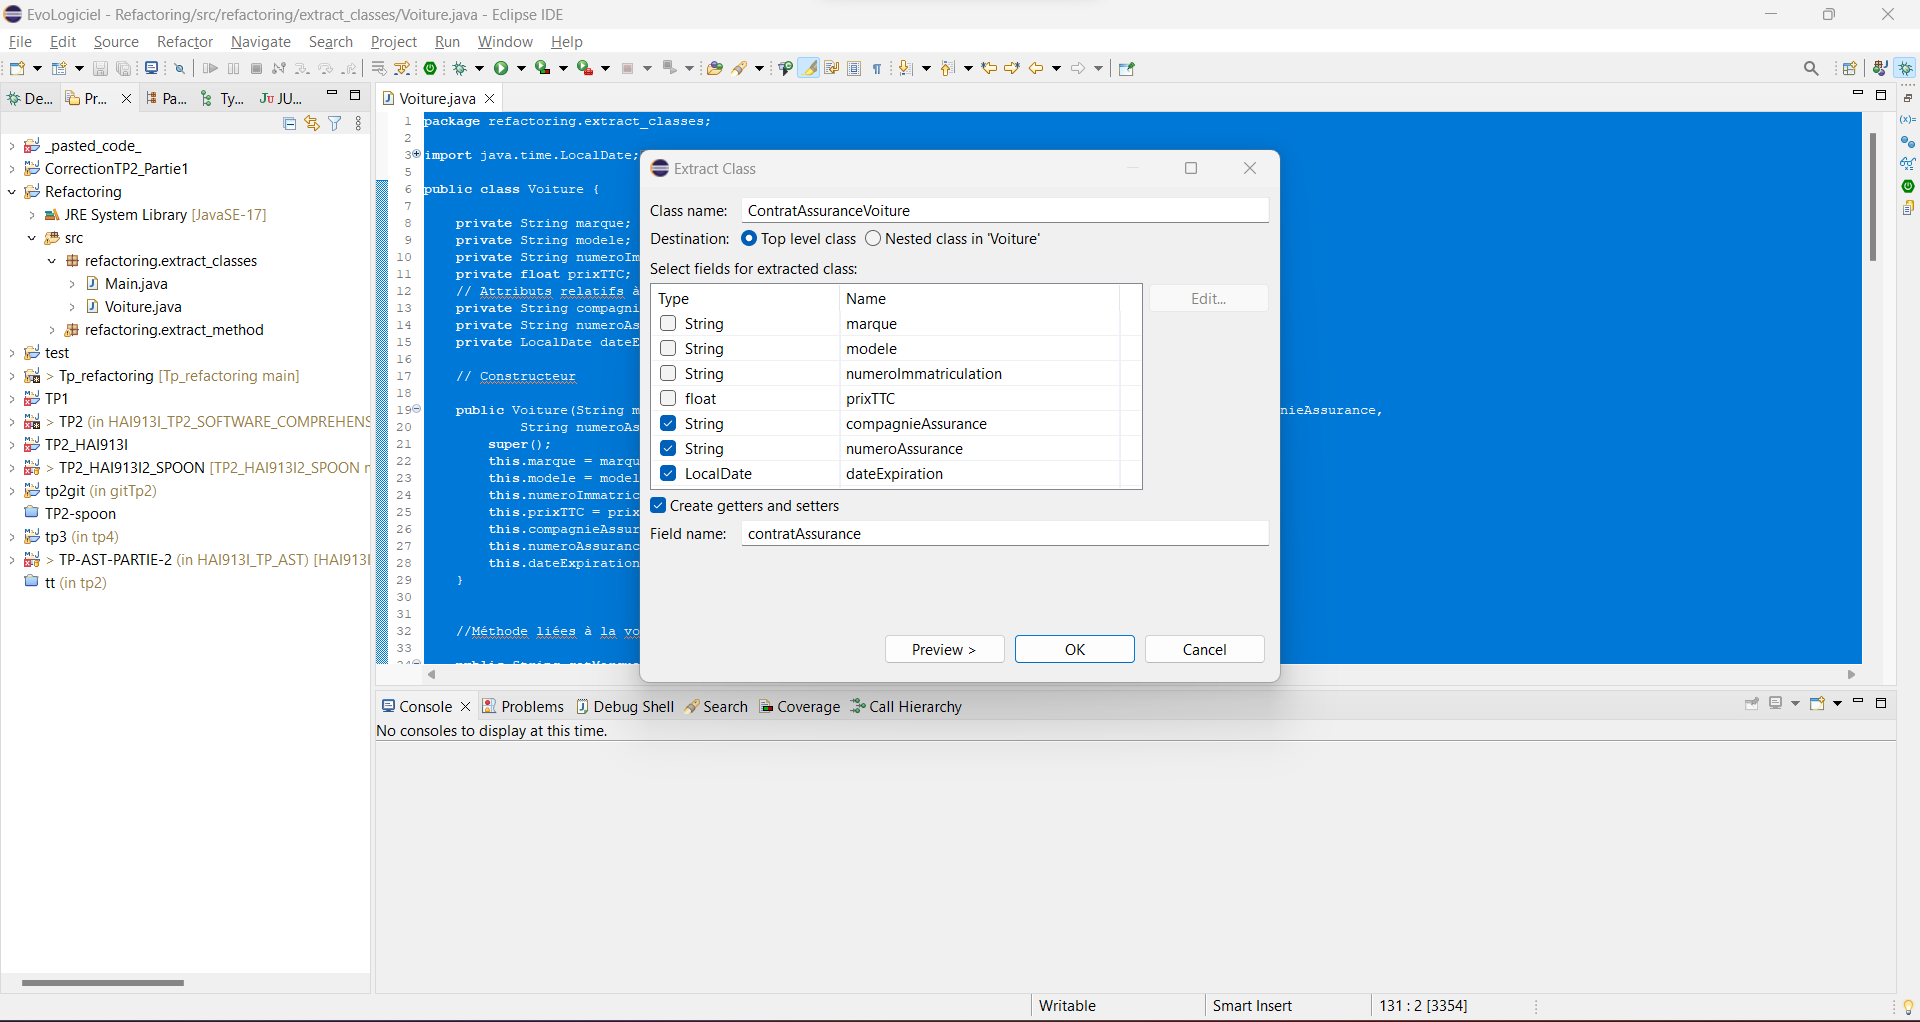 EvoLogiciel - Refactoring/src/refactoring/extract_classes/Voiture.java - Eclipse IDE
File Edit Source Refactor Navigate Search Project Run Window Help
De... Pr... Pa... Ty... JU...
Voiture.java
_pasted_code_
CorrectionTP2_Partie1
Refactoring
JRE System Library [JavaSE-17]
src
refactoring.extract_classes
Main.java
Voiture.java
refactoring.extract_method
test
> Tp_refactoring [Tp_refactoring main]
TP1
> TP2 (in HAI913I_TP2_SOFTWARE_COMPREHENS
TP2_HAI913I
> TP2_HAI913I2_SPOON [TP2_HAI913I2_SPOON
tp2git (in gitTp2)
TP2-spoon
tp3 (in tp4)
> TP-AST-PARTIE-2 (in HAI913I_TP_AST) [HAI913I
tt (in tp2)
1 package refactoring.extract_classes;
2
3 import java.time.LocalDate;
5
6 public class Voiture {
7
8 private String marque;
9 private String modele;
10 private String numeroIm
11 private float prixTTC;
12 // Attributs relatifs à
13 private String compagni
14 private String numeroAs
15 private LocalDate dateE
16
17 // Constructeur
18
19 public Voiture(String m nieAssurance,
20 String numeroAs
21 super();
22 this.marque = marqu
23 this.modele = model
24 this.numeroImmatric
25 this.prixTTC = prix
26 this.compagnieAssur
27 this.numeroAssuranc
28 this.dateExpiration
29 }
30
31
32 //Méthode liées à la vo
33
Extract Class
Class name: ContratAssuranceVoiture
Destination: Top level class Nested class in 'Voiture'
Select fields for extracted class:
Type Name
String marque
String modele
String numeroImmatriculation
float prixTTC
String compagnieAssurance
String numeroAssurance
LocalDate dateExpiration
Edit...
Create getters and setters
Field name: contratAssurance
Preview > OK Cancel
Console Problems Debug Shell Search Coverage Call Hierarchy
No consoles to display at this time.
Writable Smart Insert 131 : 2 [3354]